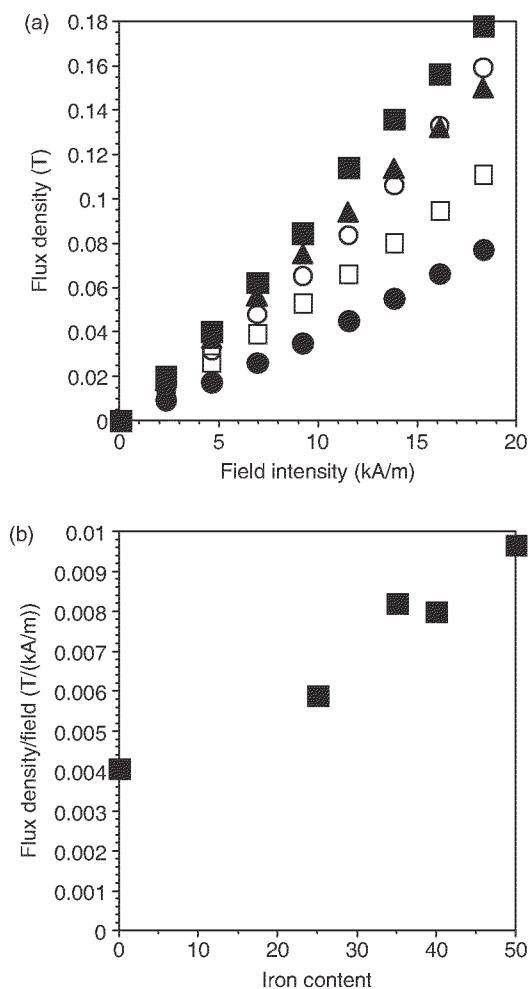 (a)
Flux density (T)
0.18
0.16
0.14
0.12
0.1
0.08
0.06
0.04
0.02
0
0 5 10 15 20
Field intensity (kA/m)
(b)
Flux density/field (T/(kA/m))
0.01
0.009
0.008
0.007
0.006
0.005
0.004
0.003
0.002
0.001
0
0 10 20 30 40 50
Iron content